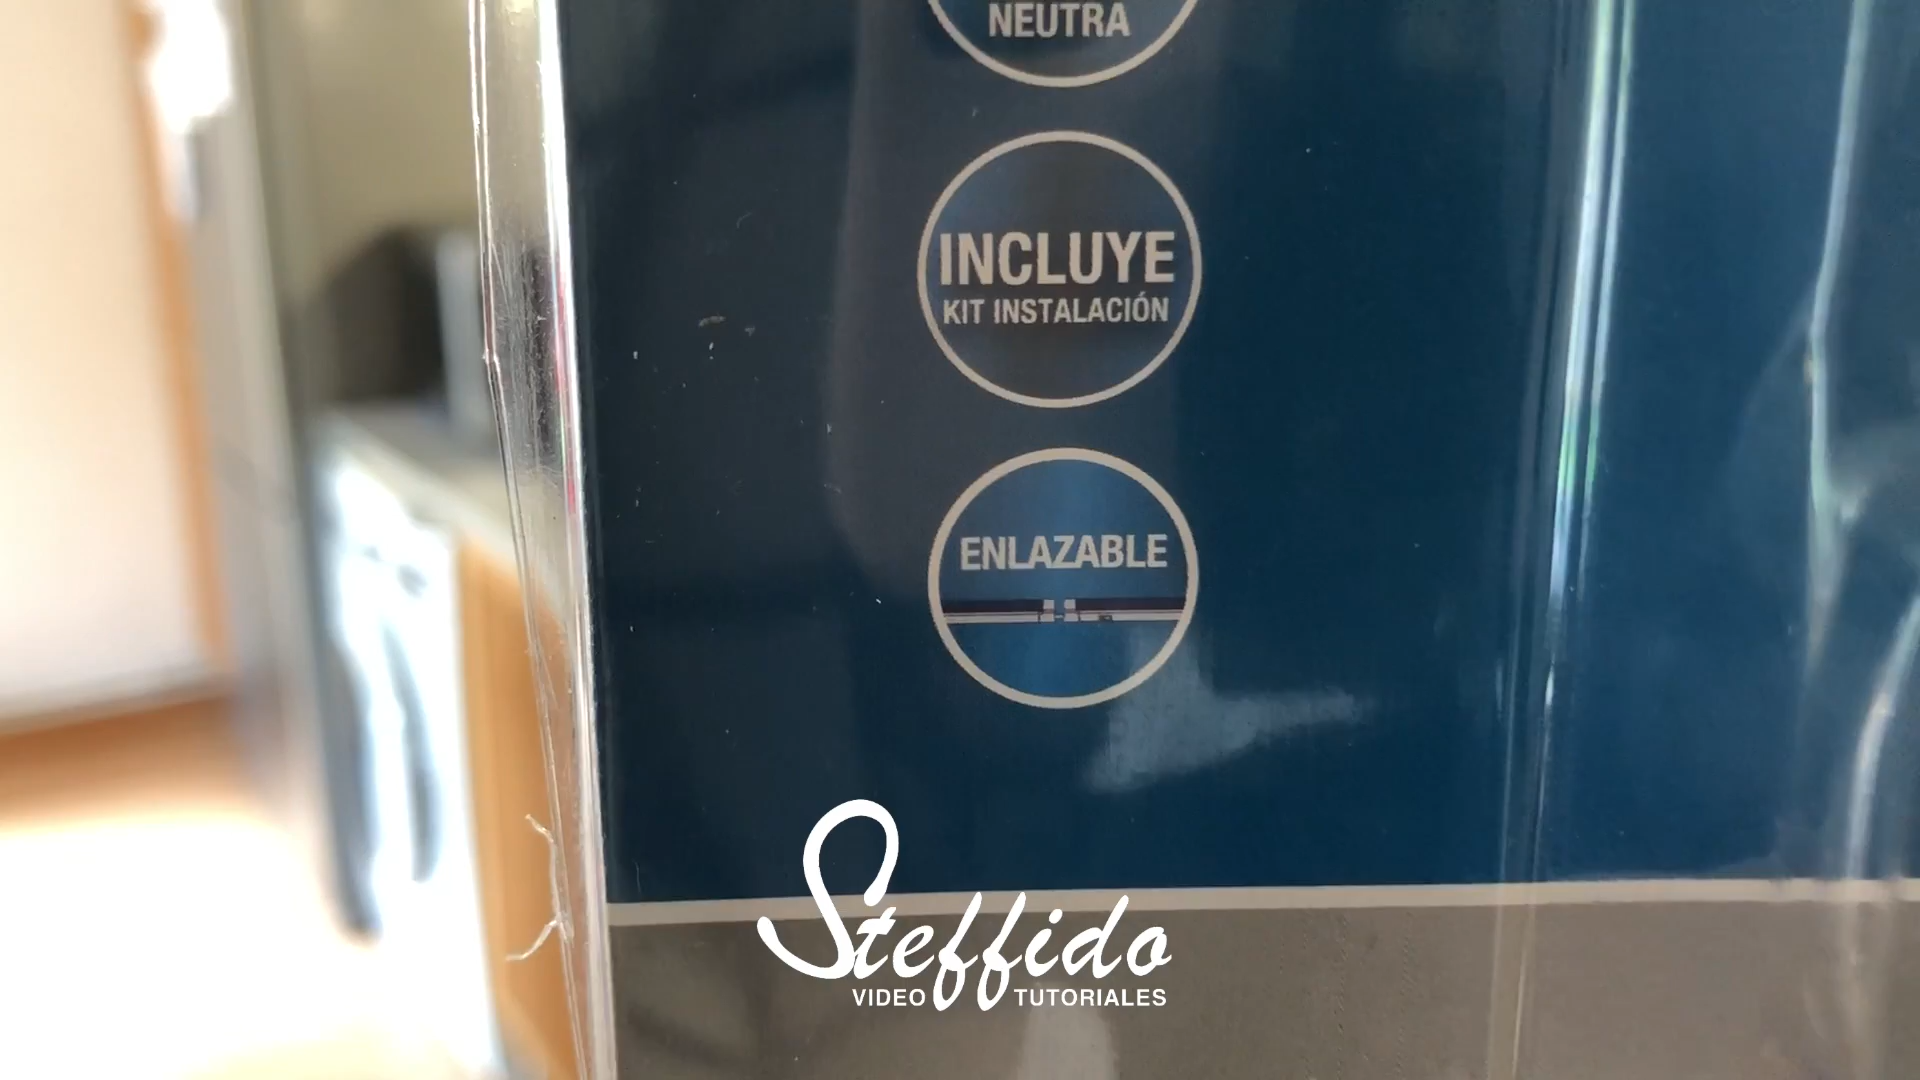 NEUTRA
INCLUYE
KIT INSTALACIÓN
ENLAZABLE
Steffido
VIDEO TUTORIALES